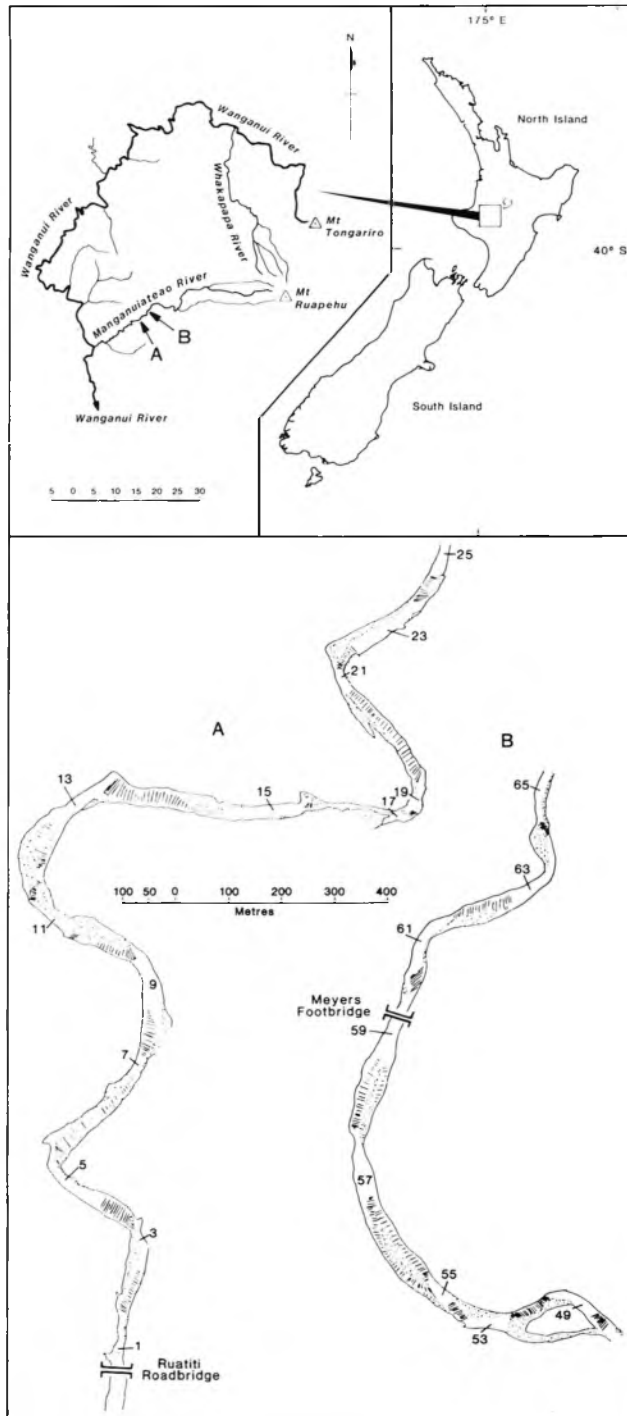 175° E
N
North Island
Wanganui River
Whakapapa River
Wanganui River
Mt
Tongariro
40° S
Manganuiateao River
Mt
Ruapehu
B
A
South Island
Wanganui River
5 0 5 10 15 20 25 30
25
23
21
A
B
13
15
19
17
65
100 50 0 100 200 300 400
Metres
63
11
61
9
Meyers
Footbridge
59
7
5
57
3
55
49
53
1
Ruatiti
Roadbridge